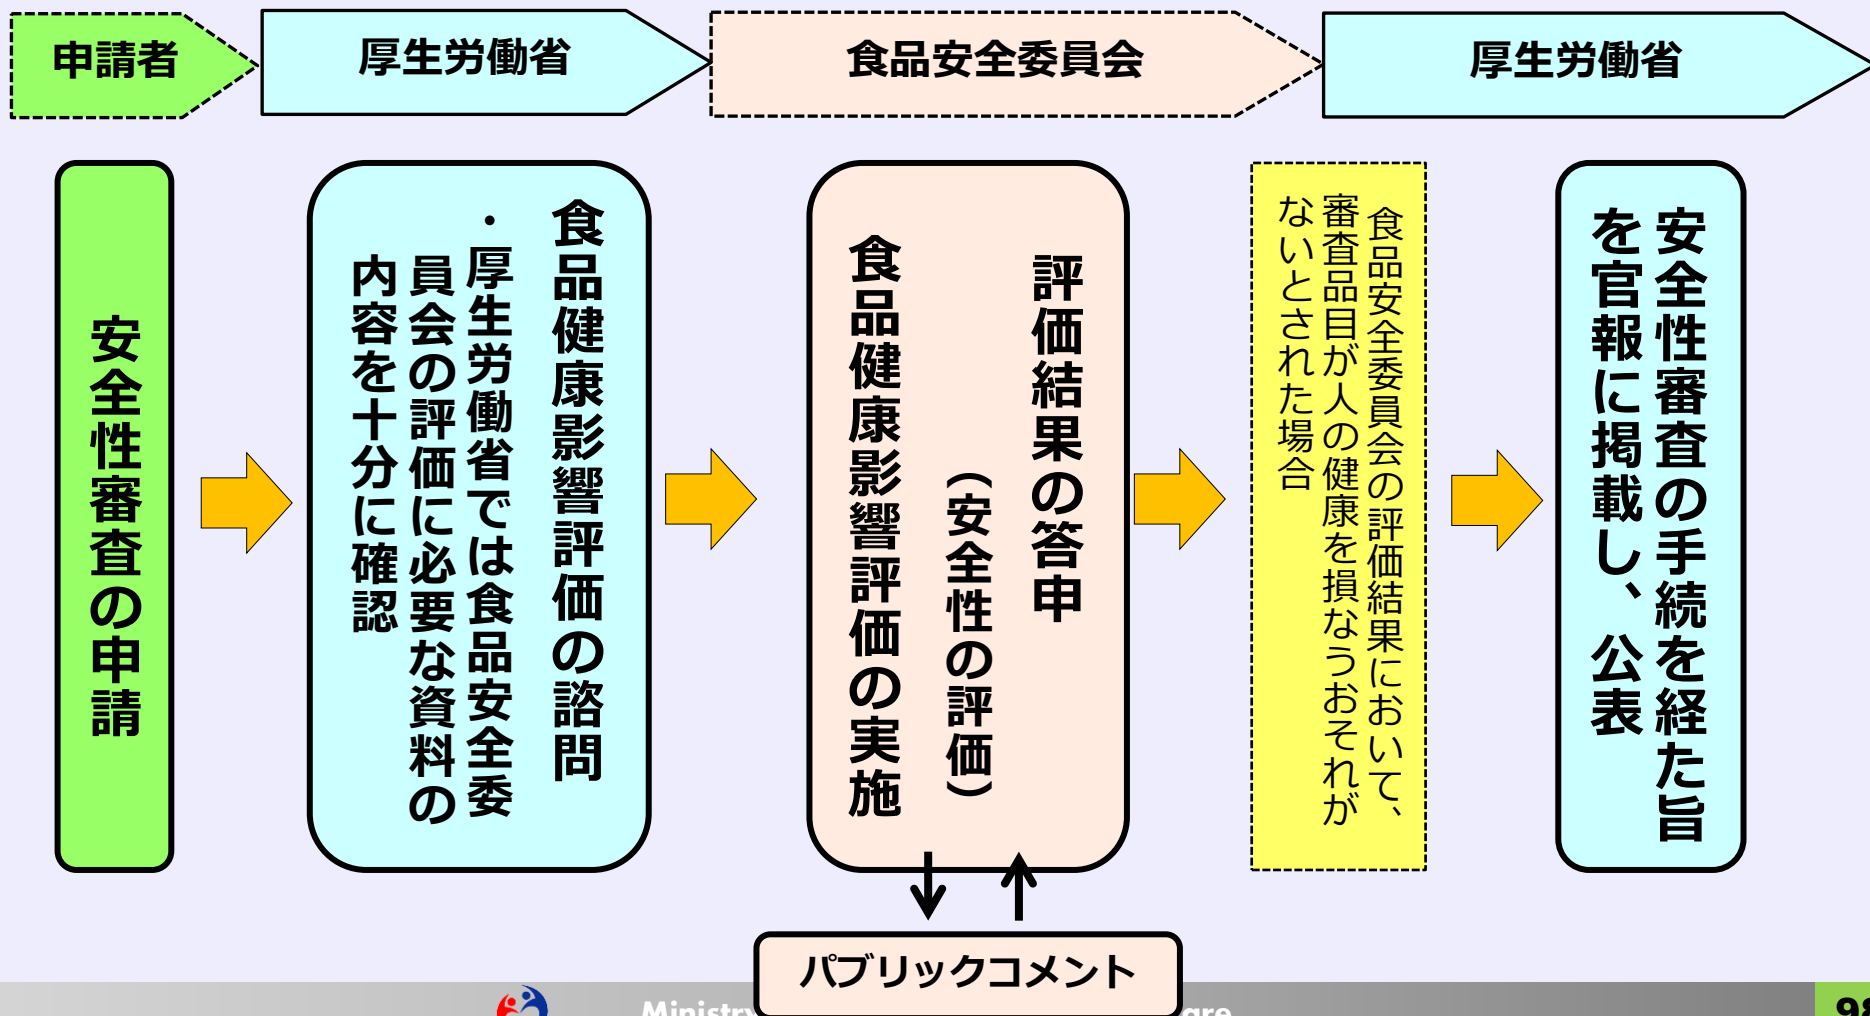 申請者
厚生労働省
食品安全委員会
厚生労働省
安全性審査の申請
食品健康影響評価の諮問
・厚生労働省では食品安全委
員会の評価に必要な資料の
内容を十分に確認
評価結果の答申
（安全性の評価）
食品健康影響評価の実施
食品安全委員会の評価結果において、
審査品目が人の健康を損なうおそれが
ないとされた場合
安全性審査の手続を経た旨
を官報に掲載し、公表
パブリックコメント